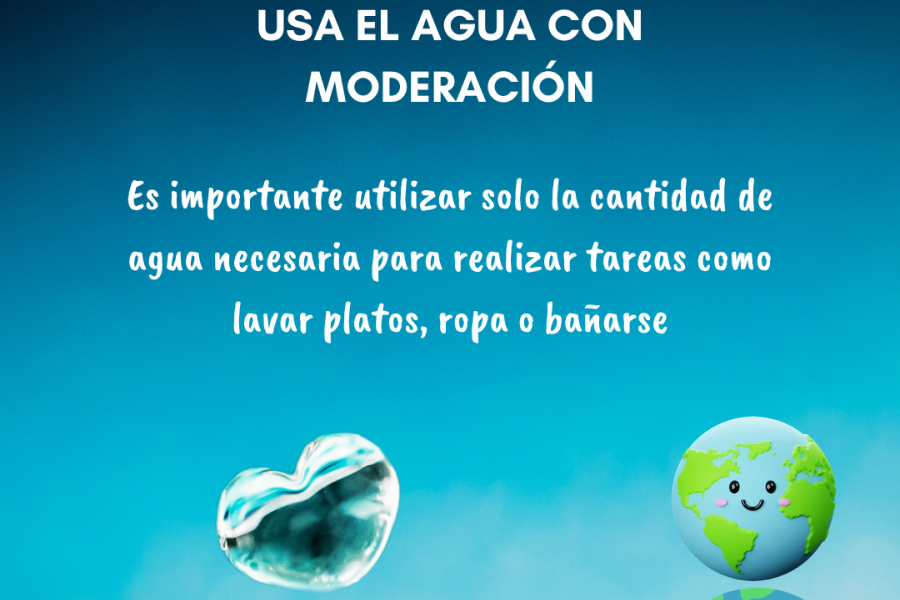 USA EL AGUA CON
MODERACIÓN
Es importante utilizar solo la cantidad de
agua necesaria para realizar tareas como
lavar platos, ropa o bañarse